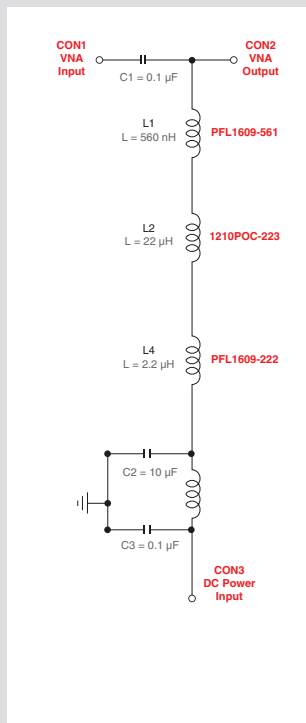 CON1
VNA
Input
CON2
VNA
Output
C1 = 0.1 µF
L1
L = 560 nH
PFL1609-561
L2
L = 22 µH
1210POC-223
L4
L = 2.2 µH
PFL1609-222
C2 = 10 µF
C3 = 0.1 µF
CON3
DC Power
Input